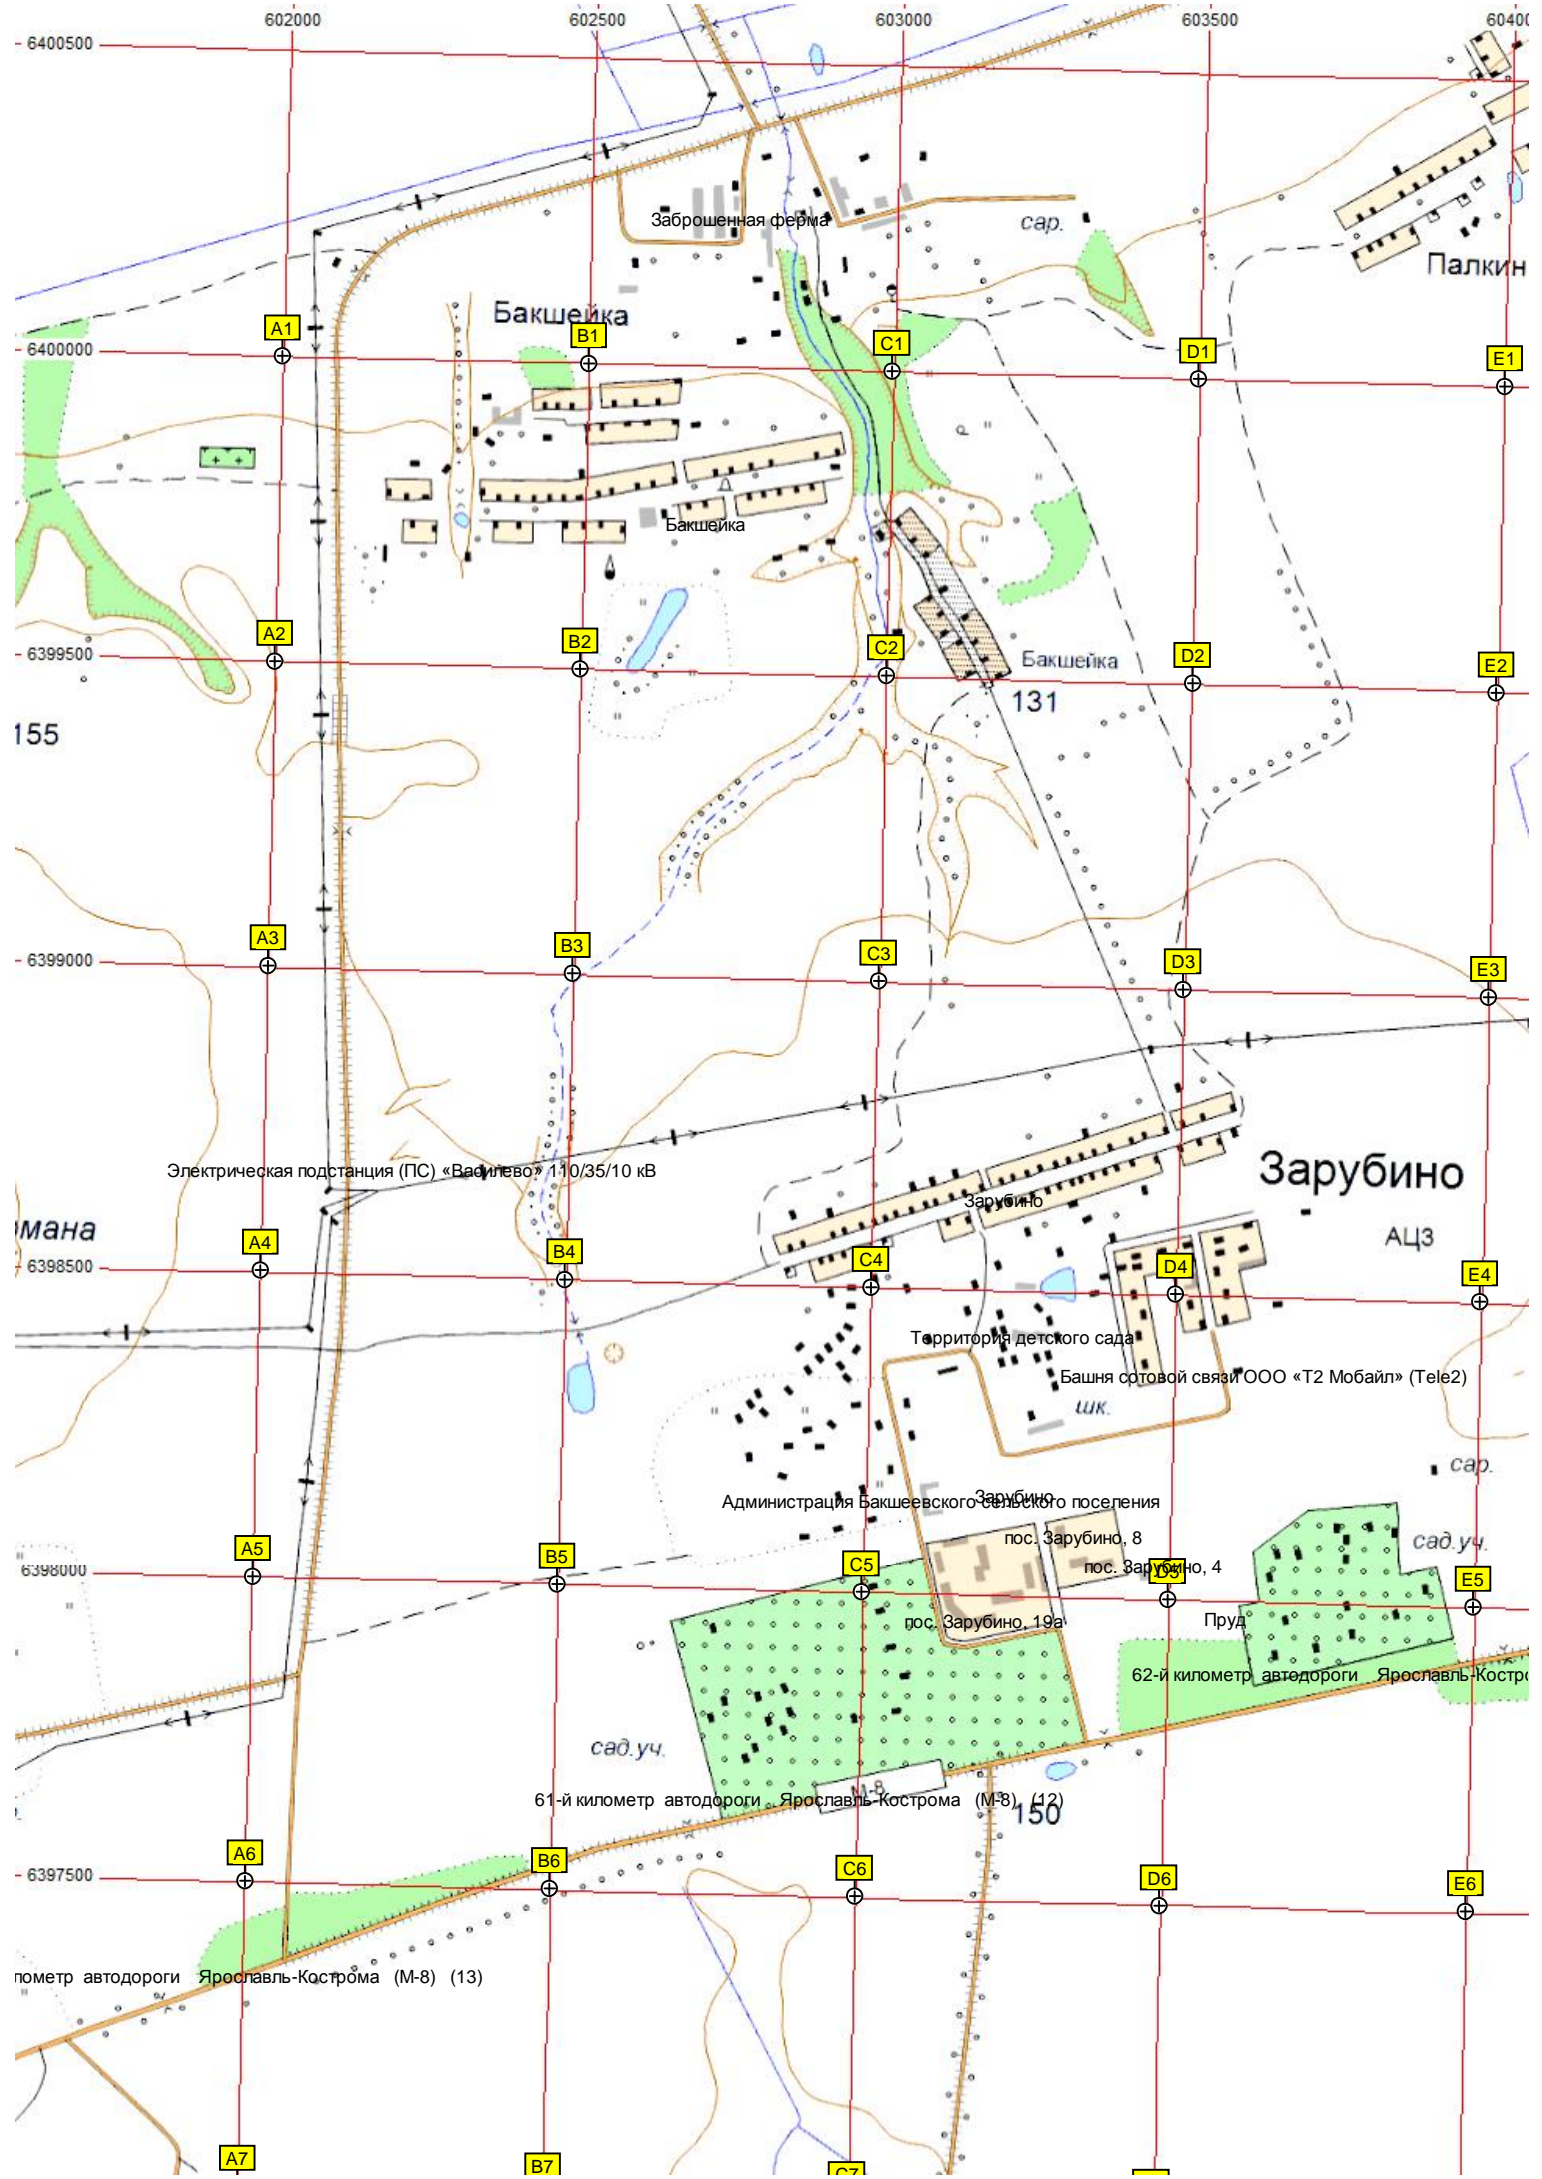 602000 602500 603000 603500
6400500
Заброшенная ферма
сар.
Палкин
Бакшейка
A1 B1 C1 D1 E1
6400000
Бакшейка
A2 B2 C2 D2 E2
6399500
Бакшейка
131
155
A3 B3 C3 D3 E3
6399000
Электрическая подстанция (ПС) «Василево» 110/35/10 кВ
Зарубино
Зарубино
мана
АЦЗ
A4 B4 C4 D4 E4
6398500
Территория детского сада
Башня сотовой связи ООО «Т2 Мобайл» (Tele2)
шк.
сар.
Зарубино
Администрация Бакшеевского сельского поселения
пос. Зарубино, 8
сад.уч.
A5 B5 C5 D5 E5
6398000
пос. Зарубино, 4
пос. Зарубино, 19а
Пруд
62-й километр автодороги Ярославль-Костро
сад.уч.
М-8
61-й километр автодороги Ярославль-Кострома (М-8) (12)
150
A6 B6 C6 D6 E6
6397500
лометр автодороги Ярославль-Кострома (М-8) (13)
A7 B7 C7